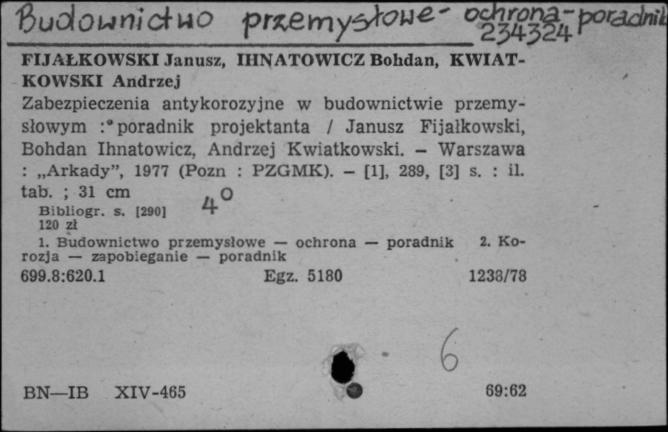 Budownictwo przemysłowe - ochrona - poradnik
234324
FIJAŁKOWSKI Janusz, IHNATOWICZ Bohdan, KWIAT-
KOWSKI Andrzej
Zabezpieczenia antykorozyjne w budownictwie przemy-
słowym : poradnik projektanta / Janusz Fijałkowski,
Bohdan Ihnatowicz, Andrzej Kwiatkowski. — Warszawa
: „Arkady”, 1977 (Pozn : PZGMK). — [1], 289, [3] s. : il.
tab. ; 31 cm
4°
Bibliogr. s. [290]
120 zł
1. Budownictwo przemysłowe — ochrona — poradnik 2. Ko-
rozja — zapobieganie — poradnik
699.8:620.1 Egz. 5180 1238/78
6
BN—IB XIV-465 69:62